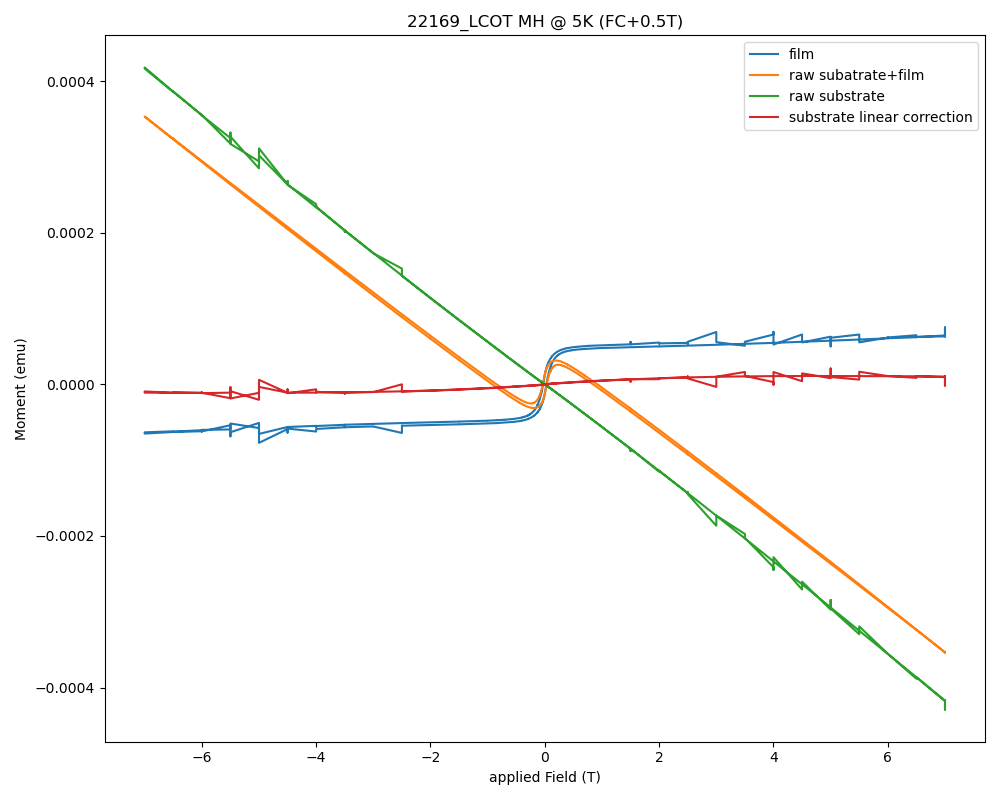 22169_LCOT MH @ 5K (FC+0.5T)
film
raw subatrate+film
raw substrate
substrate linear correction
Moment (emu)
0.0004
0.0002
0.0000
−0.0002
−0.0004
−6
−4
−2
0
2
4
6
applied Field (T)